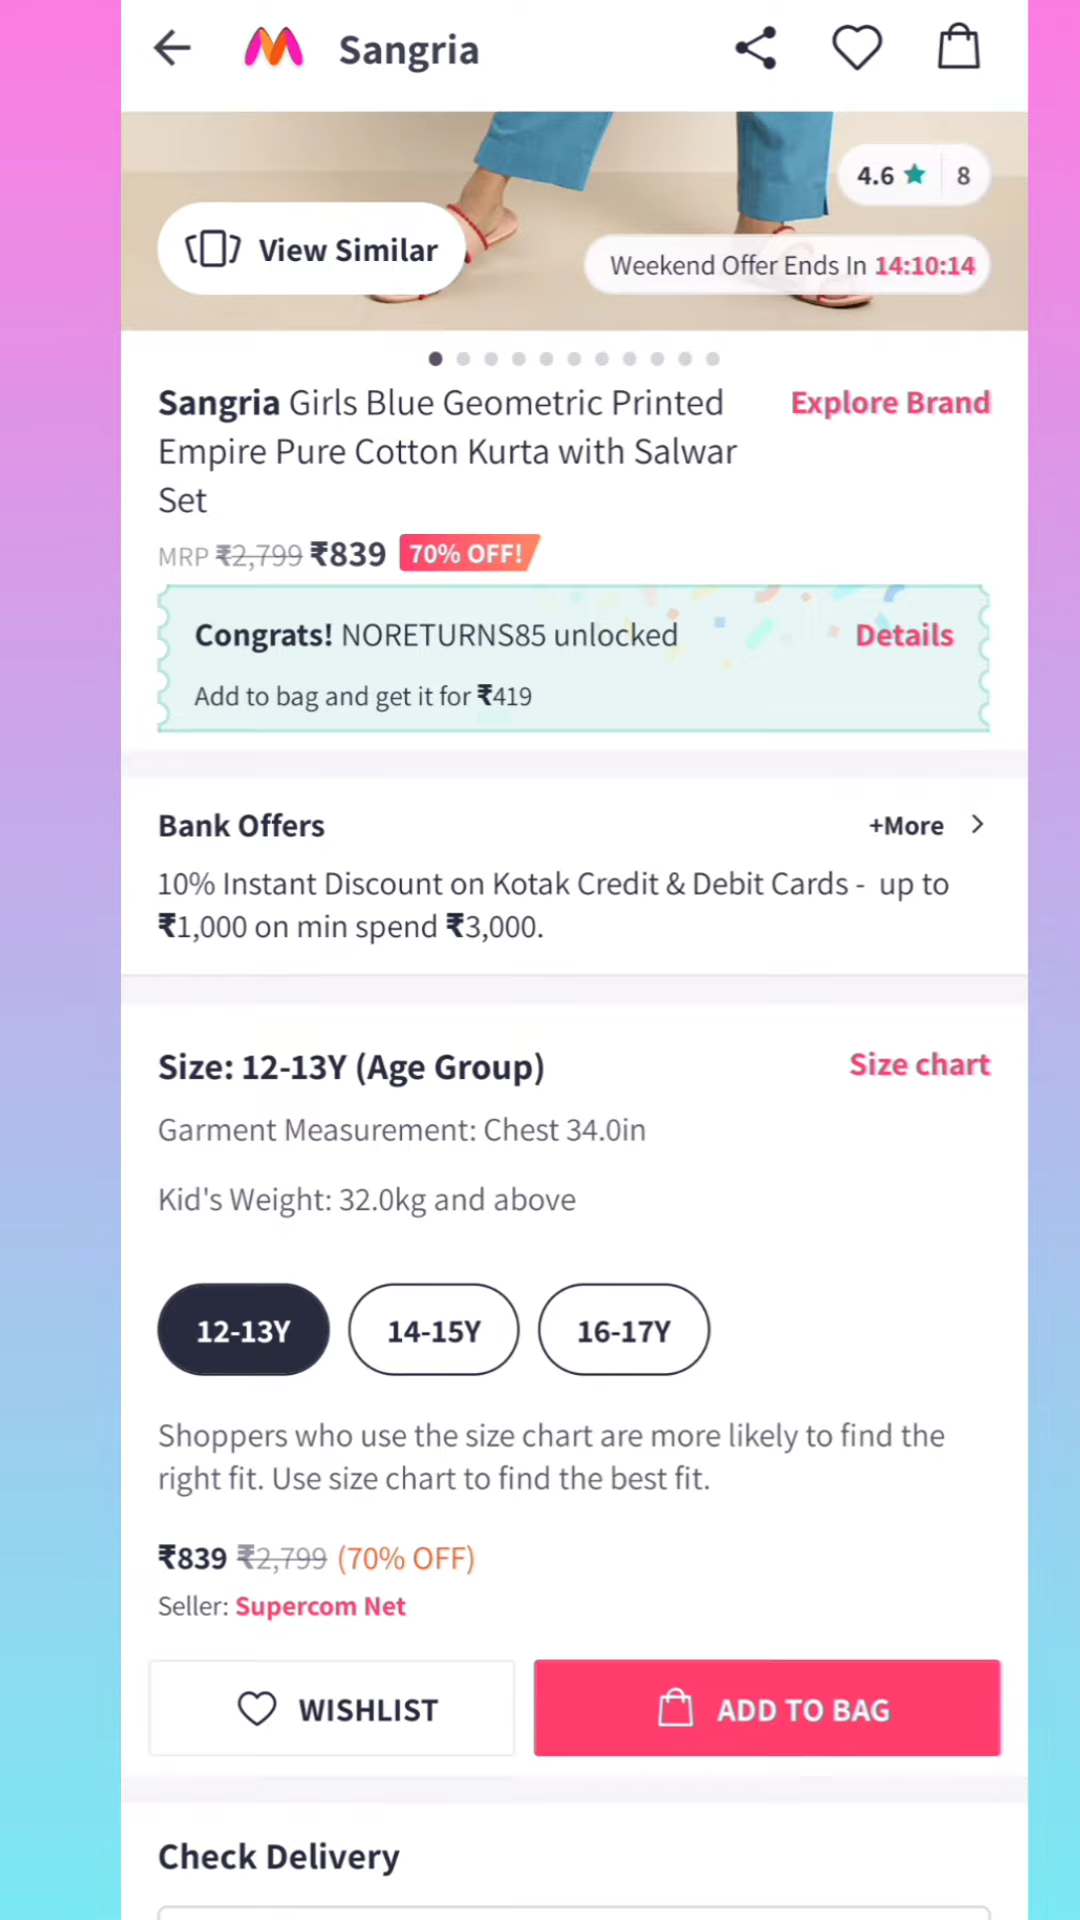 Sangria
4.6 8
View Similar
Weekend Offer Ends In 14:10:14
Sangria Girls Blue Geometric Printed
Explore Brand
Empire Pure Cotton Kurta with Salwar
Set
MRP ₹2,799 ₹839 70% OFF!
Congrats! NORETURNS85 unlocked
Details
Add to bag and get it for ₹419
Bank Offers
+More
10% Instant Discount on Kotak Credit & Debit Cards - up to
₹1,000 on min spend ₹3,000.
Size: 12-13Y (Age Group)
Size chart
Garment Measurement: Chest 34.0in
Kid's Weight: 32.0kg and above
12-13Y 14-15Y 16-17Y
Shoppers who use the size chart are more likely to find the
right fit. Use size chart to find the best fit.
₹839 ₹2,799 (70% OFF)
Seller: Supercom Net
WISHLIST
ADD TO BAG
Check Delivery